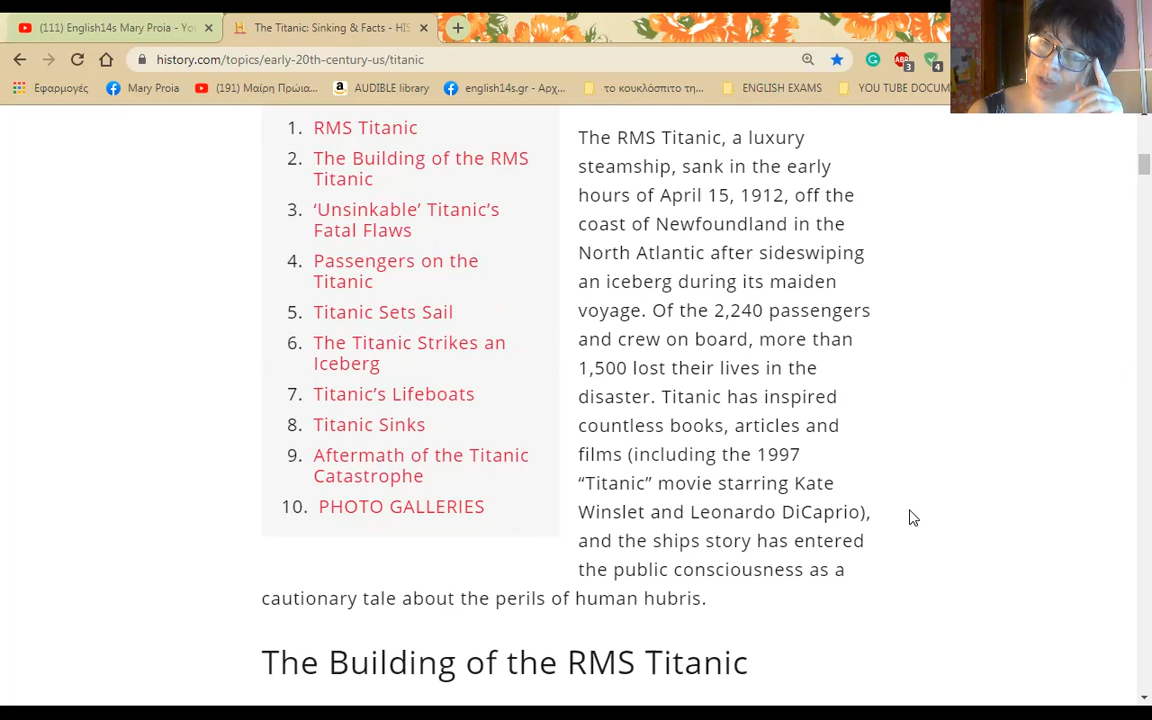 (111) English14s Mary Proia - Yo
The Titanic: Sinking & Facts - HIS
history.com/topics/early-20th-century-us/titanic
Εφαρμογές
Mary Proia
(191) Μαίρη Πρώια...
AUDIBLE library
english14s.gr - Αρχ...
το κουκλόσπιτο τη...
ENGLISH EXAMS
YOU TUBE DOCUM
ABP
3
4
1. RMS Titanic
2. The Building of the RMS
Titanic
3. ‘Unsinkable’ Titanic’s
Fatal Flaws
4. Passengers on the
Titanic
5. Titanic Sets Sail
6. The Titanic Strikes an
Iceberg
7. Titanic’s Lifeboats
8. Titanic Sinks
9. Aftermath of the Titanic
Catastrophe
10. PHOTO GALLERIES
The RMS Titanic, a luxury
steamship, sank in the early
hours of April 15, 1912, off the
coast of Newfoundland in the
North Atlantic after sideswiping
an iceberg during its maiden
voyage. Of the 2,240 passengers
and crew on board, more than
1,500 lost their lives in the
disaster. Titanic has inspired
countless books, articles and
films (including the 1997
“Titanic” movie starring Kate
Winslet and Leonardo DiCaprio),
and the ships story has entered
the public consciousness as a
cautionary tale about the perils of human hubris.
The Building of the RMS Titanic